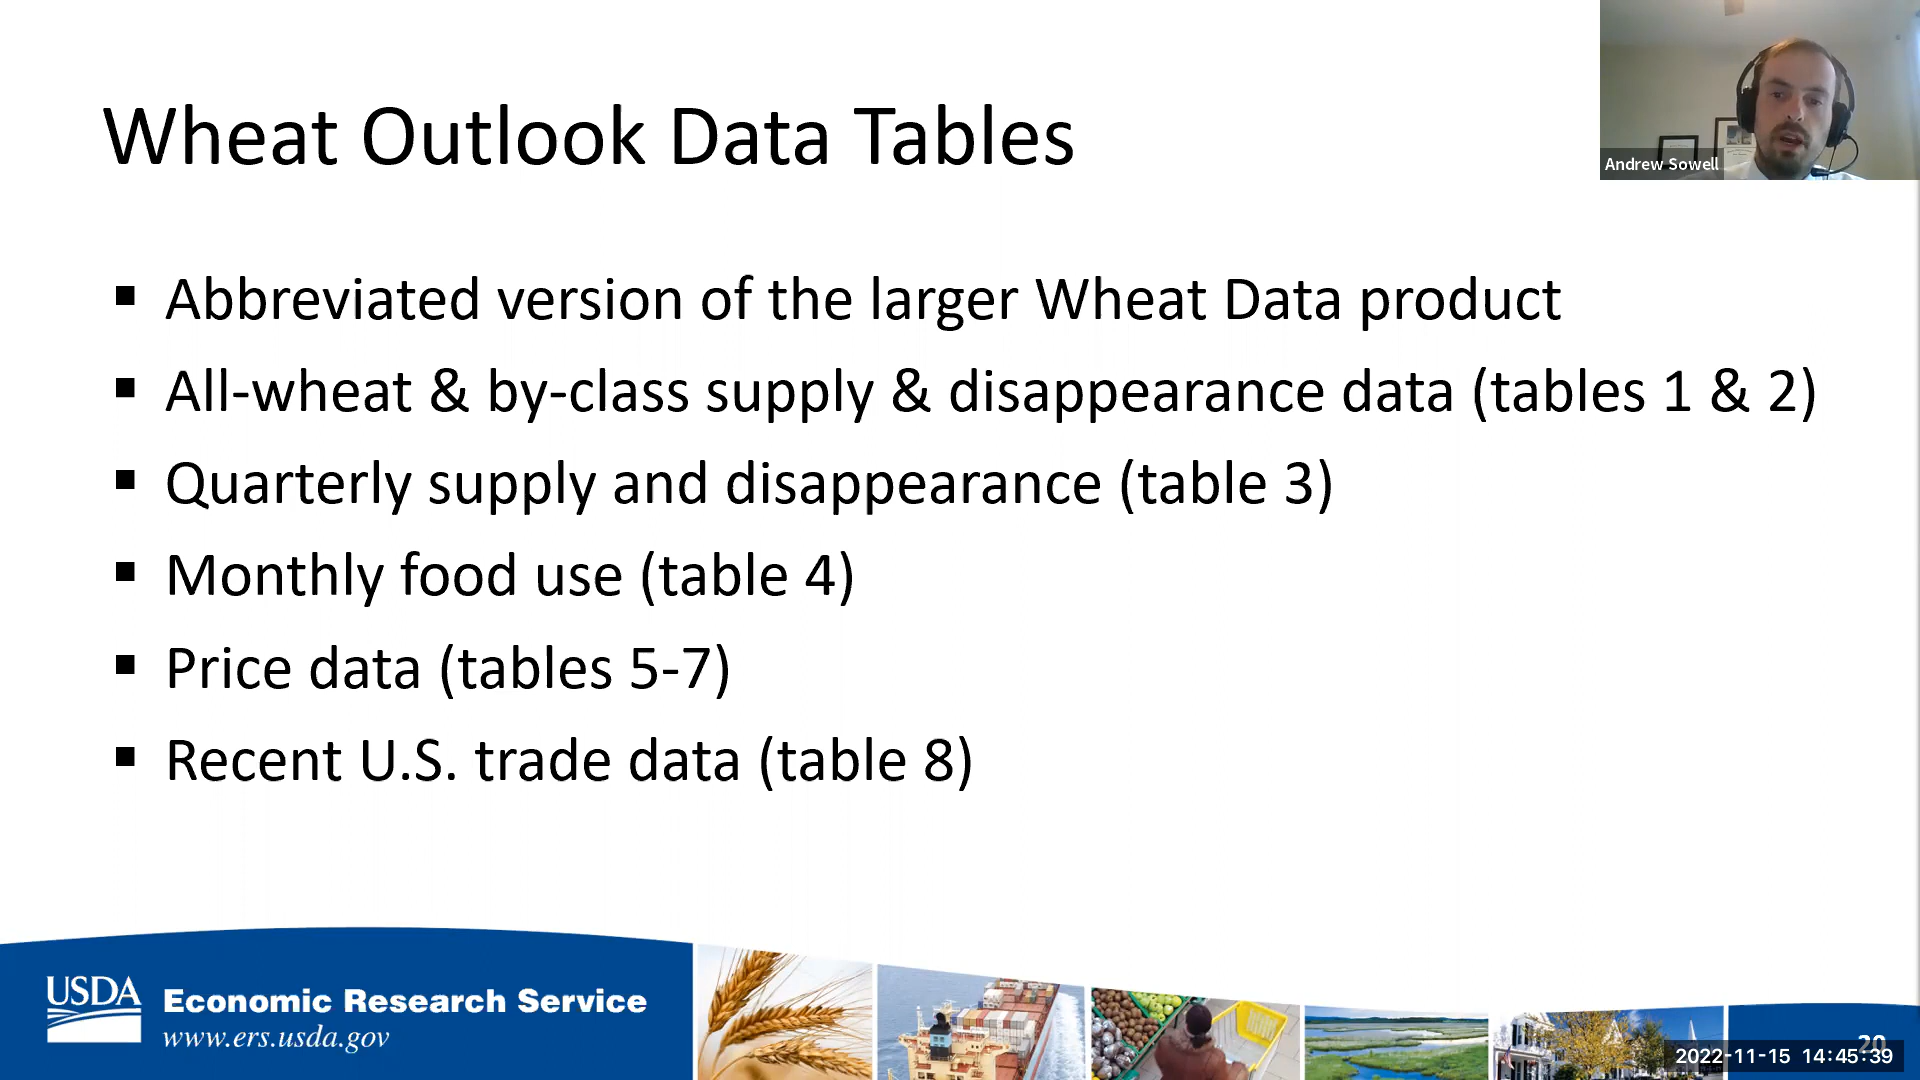 Wheat Outlook Data Tables
Andrew Sowell
▪ Abbreviated version of the larger Wheat Data product
▪ All-wheat & by-class supply & disappearance data (tables 1 & 2)
▪ Quarterly supply and disappearance (table 3)
▪ Monthly food use (table 4)
▪ Price data (tables 5-7)
▪ Recent U.S. trade data (table 8)
USDA
Economic Research Service
www.ers.usda.gov
20
2022-11-15 14:45:39